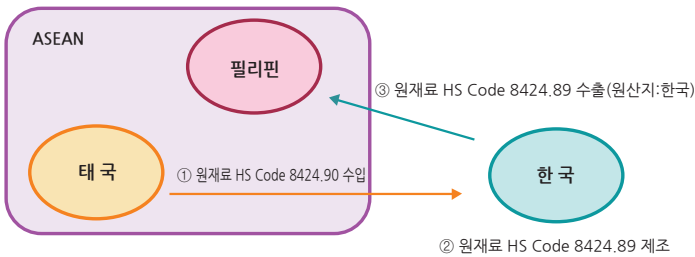 ASEAN
필리핀
③ 원재료 HS Code 8424.89 수출(원산지:한국)
태 국
① 원재료 HS Code 8424.90 수입
한 국
② 원재료 HS Code 8424.89 제조